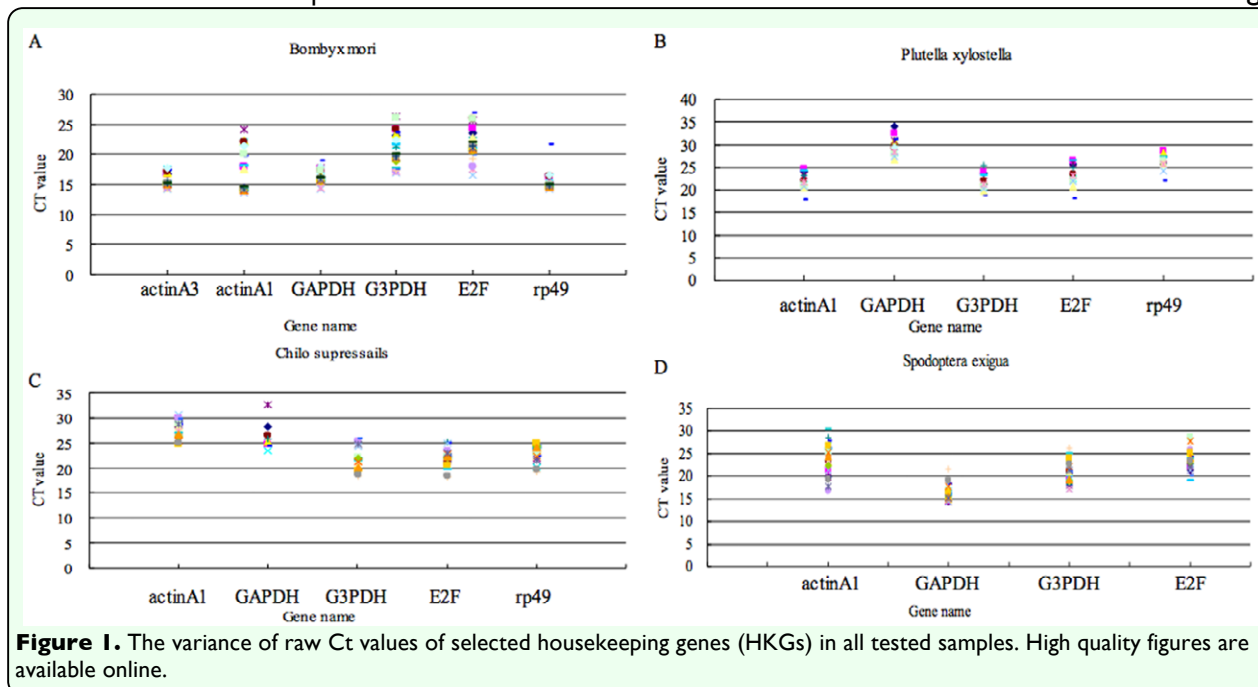 A
Bombyx mori
CT value
30
25
20
15
10
5
0
actinA3 actinA1 GAPDH G3PDH E2F rp49
Gene name
B
Plutella xylostella
CT value
40
35
30
25
20
15
10
5
0
actinA1 GAPDH G3PDH E2F rp49
Gene name
C
Chilo supressails
CT value
35
30
25
20
15
10
5
0
actinA1 GAPDH G3PDH E2F rp49
Gene name
D
Spodoptera exigua
CT value
35
30
25
20
15
10
5
0
actinA1 GAPDH G3PDH E2F
Gene name
Figure 1. The variance of raw Ct values of selected housekeeping genes (HKGs) in all tested samples. High quality figures are
available online.